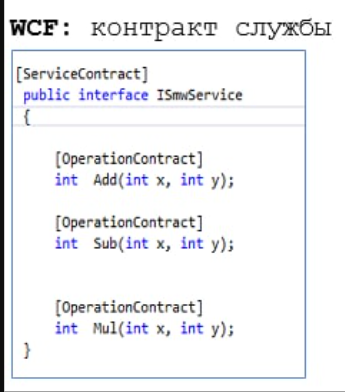 WCF: контракт службы
[ServiceContract]
public interface ISmwService
{
[OperationContract]
int Add(int x, int y);
[OperationContract]
int Sub(int x, int y);
[OperationContract]
int Mul(int x, int y);
}